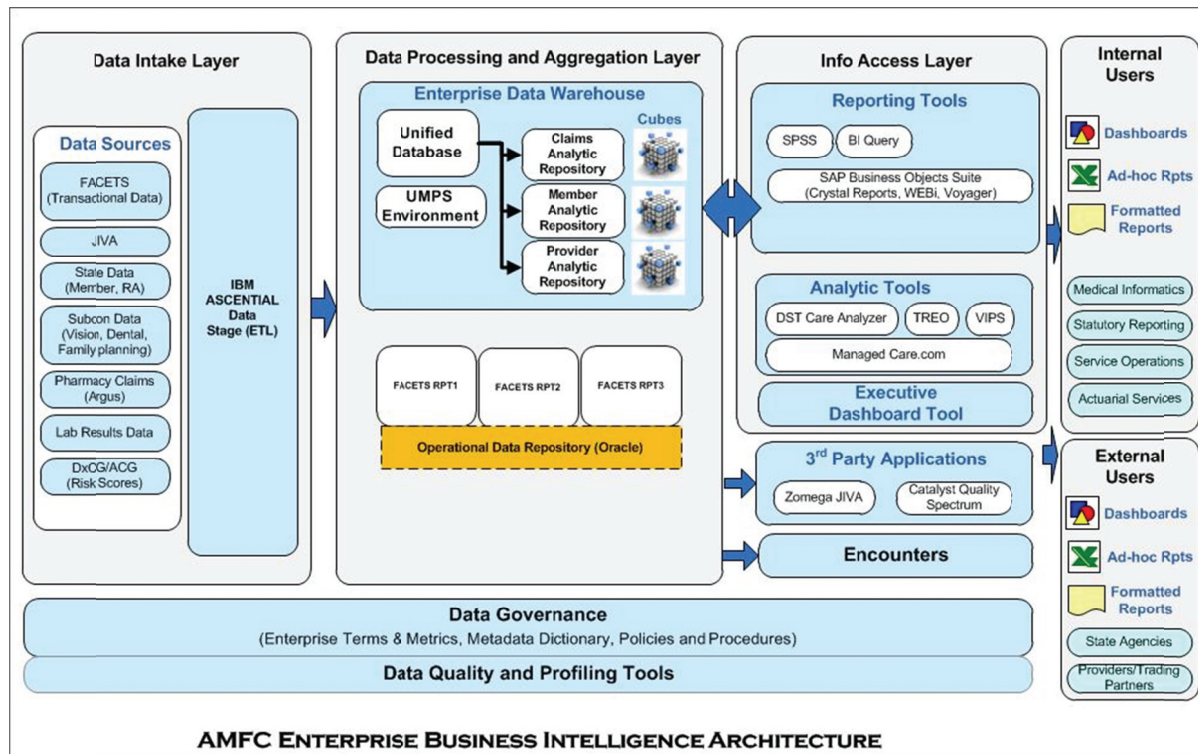 Data Intake Layer
Data Sources
FACETS
(Transactional Data)
JIVA
State Data
(Member, RA)
Subcon Data
(Vision, Dental,
Family planning)
Pharmacy Claims
(Argus)
Lab Results Data
DxCG/ACG
(Risk Scores)
IBM
ASCENTIAL
Data
Stage (ETL)
Data Processing and Aggregation Layer
Enterprise Data Warehouse
Unified
Database
UMPS
Environment
Cubes
Claims
Analytic
Repository
Member
Analytic
Repository
Provider
Analytic
Repository
FACETS RPT1
FACETS RPT2
FACETS RPT3
Operational Data Repository (Oracle)
Info Access Layer
Reporting Tools
SPSS
BI Query
SAP Business Objects Suite
(Crystal Reports, WEBi, Voyager)
Analytic Tools
DST Care Analyzer
TREO
VIPS
Managed Care.com
Executive
Dashboard Tool
3rd Party Applications
Zomega JIVA
Catalyst Quality
Spectrum
Encounters
Internal
Users
Dashboards
Ad-hoc Rpts
Formatted
Reports
Medical Informatics
Statutory Reporting
Service Operations
Actuarial Services
External
Users
Dashboards
Ad-hoc Rpts
Formatted
Reports
State Agencies
Providers/Trading
Partners
Data Governance
(Enterprise Terms & Metrics, Metadata Dictionary, Policies and Procedures)
Data Quality and Profiling Tools
AMFC ENTERPRISE BUSINESS INTELLIGENCE ARCHITECTURE